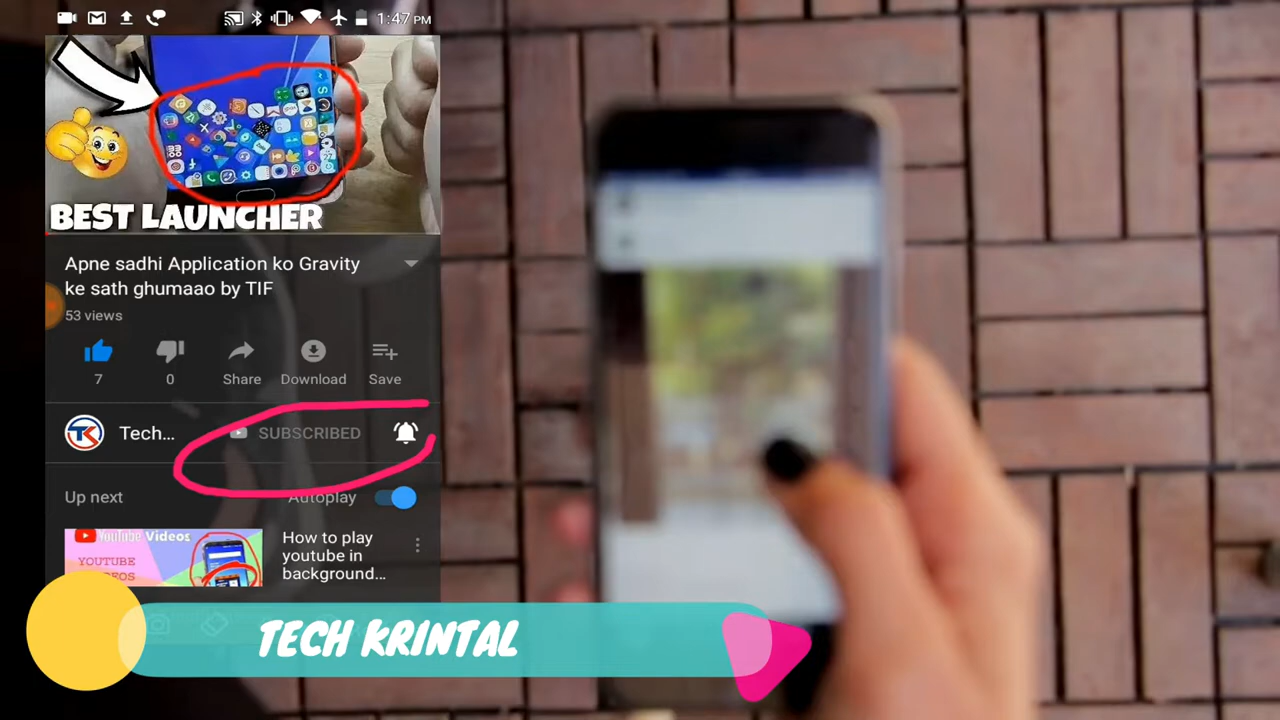 1:47 PM
BEST LAUNCHER
Apne sadhi Application ko Gravity
ke sath ghumaao by TIF
53 views
7
0
Share
Download
Save
TK
Tech...
SUBSCRIBED
Up next
Autoplay
YouTube Videos
YOUTUBE
How to play
youtube in
background...
TECH KRINTAL